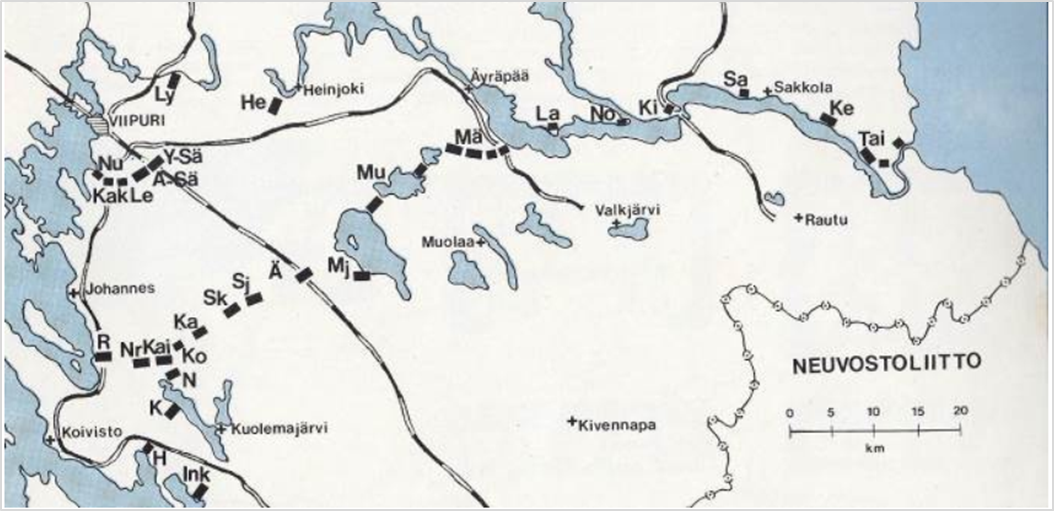 Ly
He
Heinjoki
Äyräpää
Sa
Sakkola
VIIPURI
La
No
Ki
Ke
Tai
Mä
Nu
Y-Sä
Kak Le
A-Sä
Mu
Valkjärvi
Rautu
Muolaa
Mj
Ä
Johannes
Sj
Sk
Ka
R
Nr Kai
Ko
N
NEUVOSTOLIITTO
K
Kuolemajärvi
Kivennapa
0 5 10 15 20
km
Koivisto
H
Ink